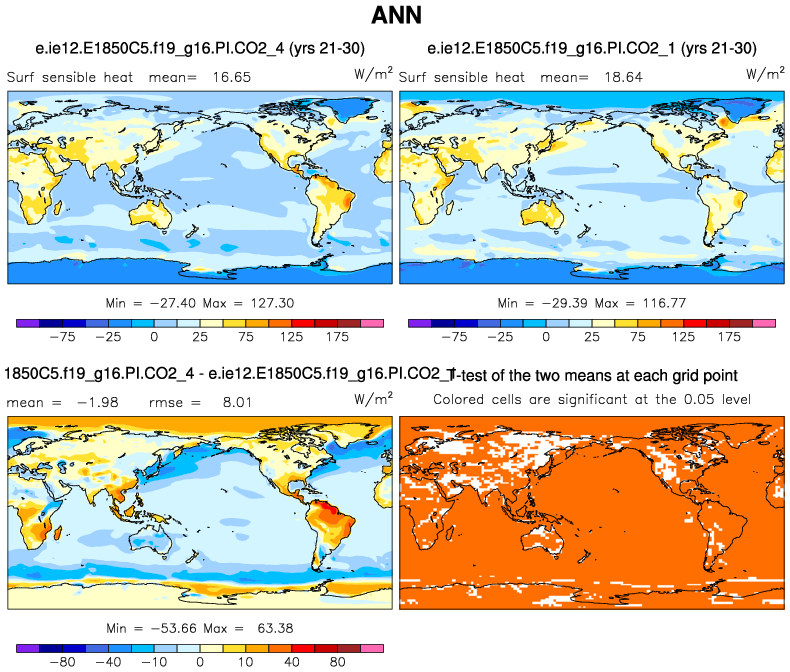 ANN
e.ie12.E1850C5.f19_g16.PI.CO2_4 (yrs 21-30)
e.ie12.E1850C5.f19_g16.PI.CO2_1 (yrs 21-30)
Surf sensible heat mean= 16.65 W/m²
Surf sensible heat mean= 18.64 W/m²
Min = −27.40 Max = 127.30
Min = −29.39 Max = 116.77
−75 −25 0 25 75 125 175
−75 −25 0 25 75 125 175
1850C5.f19_g16.PI.CO2_4 - e.ie12.E1850C5.f19_g16.PI.CO2_1
T-test of the two means at each grid point
mean = −1.98 rmse = 8.01 W/m²
Colored cells are significant at the 0.05 level
Min = −53.66 Max = 63.38
−80 −40 −10 0 10 40 80